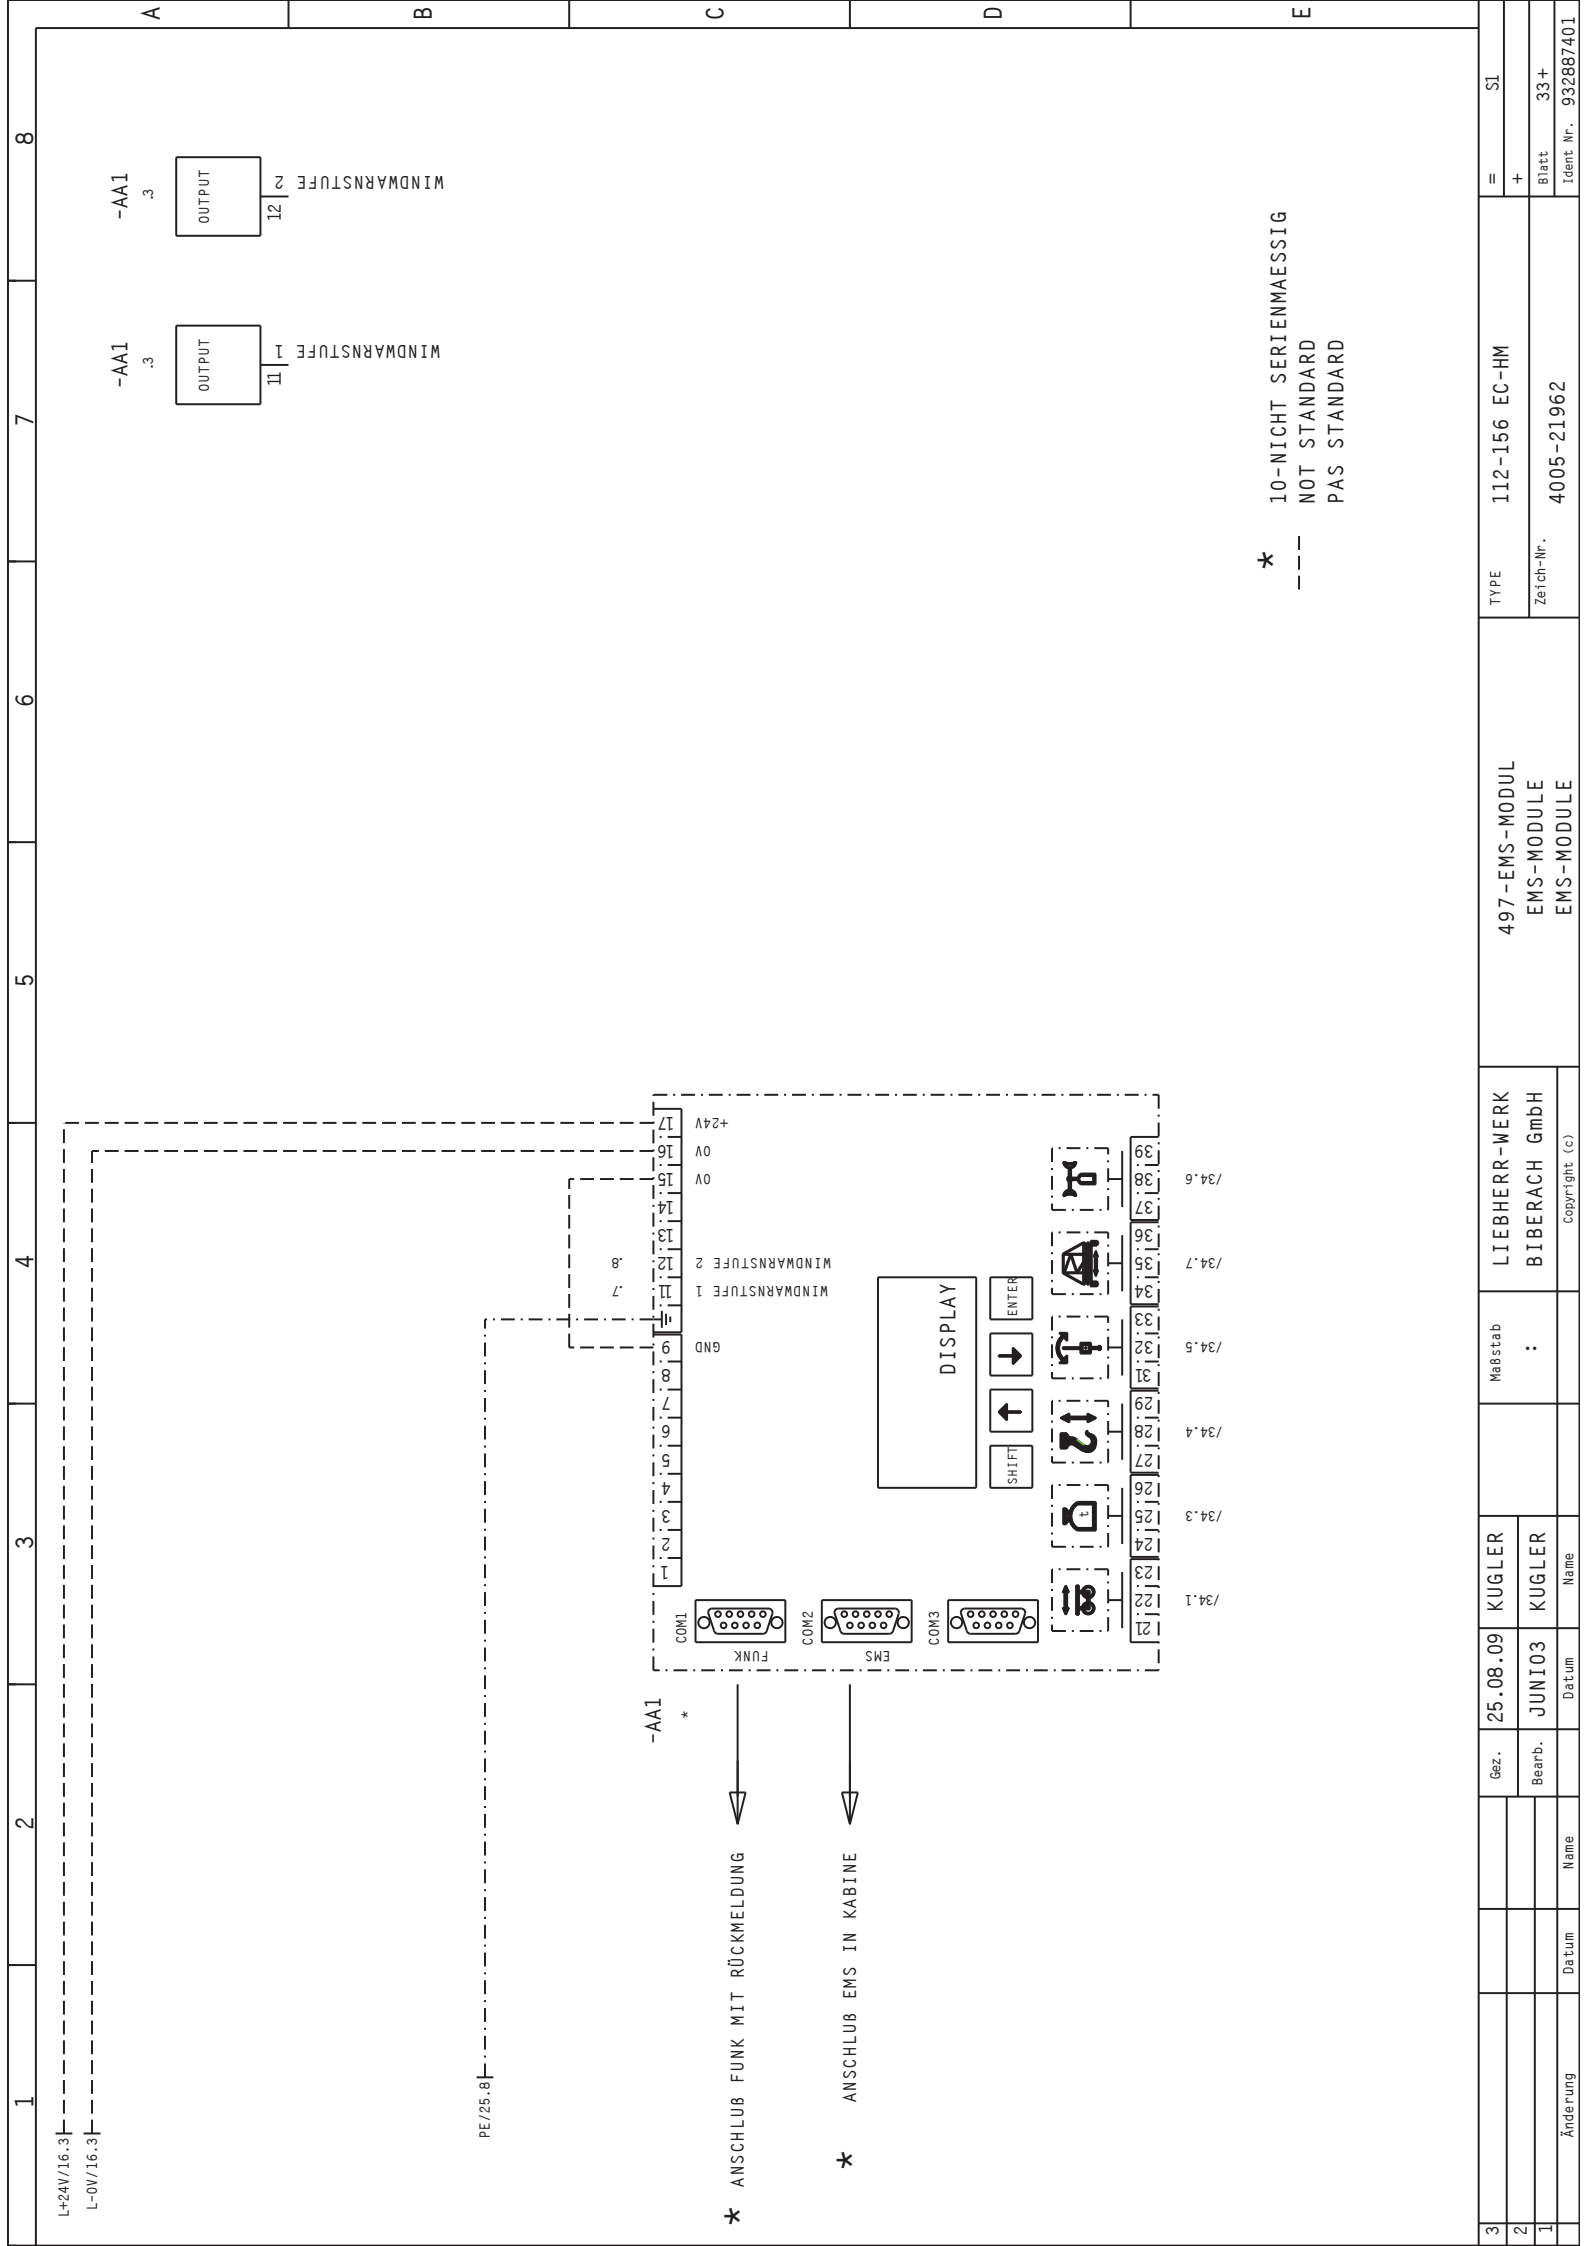 1 2 3 4 5 6 7 8
A
B
C
D
E
L+24V/16.3
L-0V/16.3
PE/25.8
-AA1
.3
OUTPUT
11
WINDWARNSTUFE 1
-AA1
.3
OUTPUT
12
WINDWARNSTUFE 2
.7
.8
1 2 3 4 5 6 7 8 9 11 12 13 14 15 16 17
GND
WINDWARNSTUFE 1
WINDWARNSTUFE 2
0V
0V
+24V
-AA1
*
COM1
FUNK
COM2
EMS
COM3
* ANSCHLUß FUNK MIT RÜCKMELDUNG
* ANSCHLUß EMS IN KABINE
DISPLAY
SHIFT
ENTER
t
21 22 23 24 25 26 27 28 29 31 32 33 34 35 36 37 38 39
/34.1
/34.3
/34.4
/34.5
/34.7
/34.6
* 10-NICHT SERIENMAESSIG
--- NOT STANDARD
PAS STANDARD
3
2
1
Änderung
Datum
Name
Gez.
25.08.09
KUGLER
Bearb.
JUNI03
KUGLER
Datum
Name
Maßstab
:
LIEBHERR-WERK
BIBERACH GmbH
Copyright (c)
497-EMS-MODUL
EMS-MODULE
EMS-MODULE
TYPE
112-156 EC-HM
Zeich-Nr.
4005-21962
= S1
+
Blatt 33+
Ident Nr. 932887401